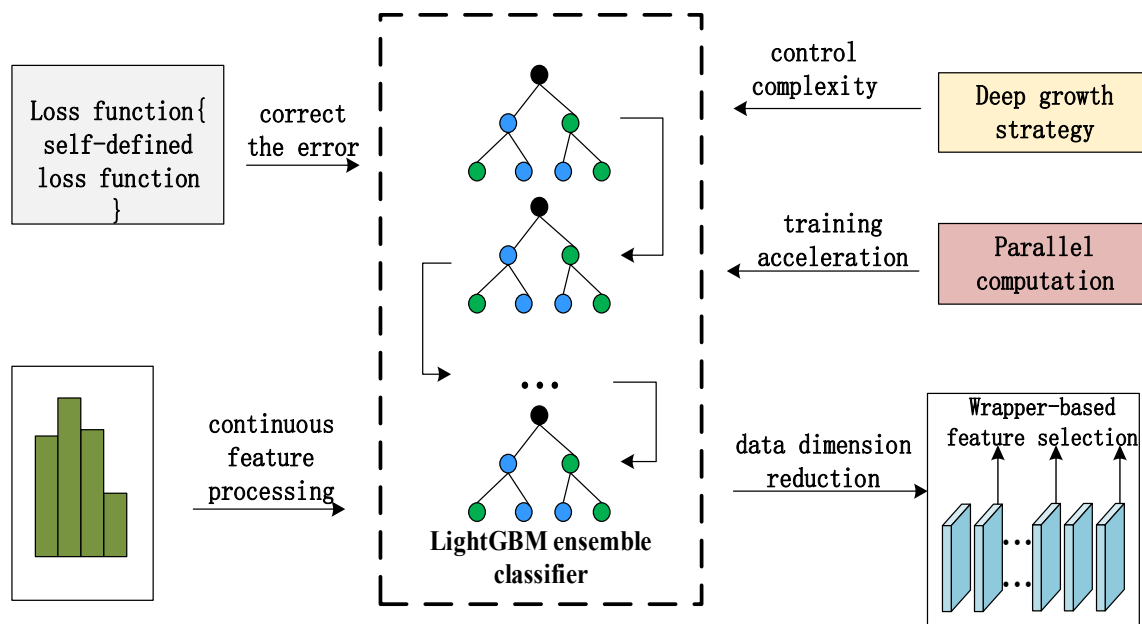 Loss function{
self-defined
loss function
}
correct
the error
control
complexity
Deep growth
strategy
training
acceleration
Parallel
computation
continuous
feature
processing
...
LightGBM ensemble
classifier
data dimension
reduction
Wrapper-based
feature selection
...
...